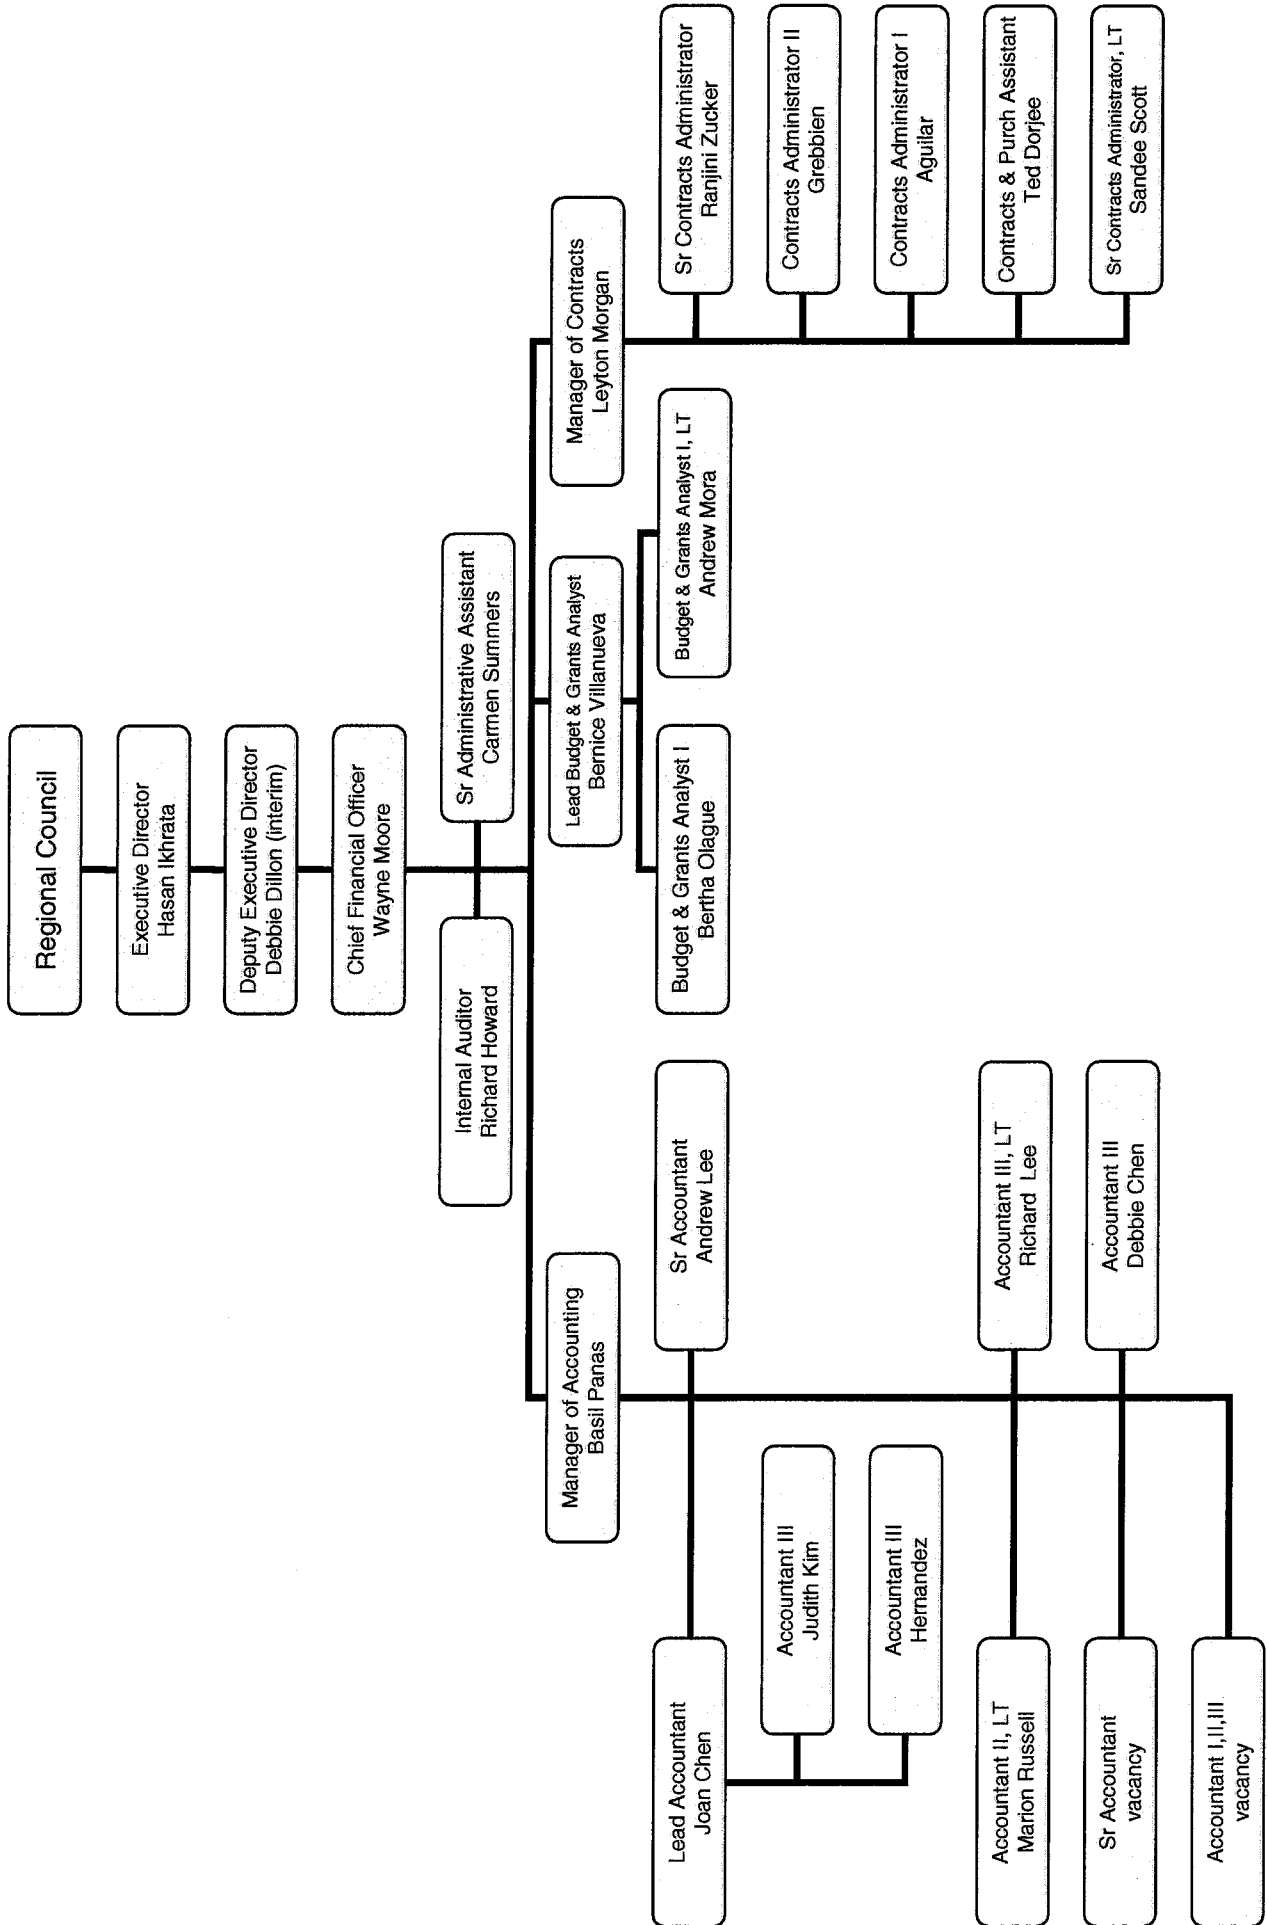 Regional Council
Executive Director
Hasan Ikhrata
Deputy Executive Director
Debbie Dillon (interim)
Chief Financial Officer
Wayne Moore
Internal Auditor
Richard Howard
Sr Administrative Assistant
Carmen Summers
Manager of Accounting
Basil Panas
Lead Budget & Grants Analyst
Bernice Villanueva
Manager of Contracts
Leyton Morgan
Lead Accountant
Joan Chen
Sr Accountant
Andrew Lee
Budget & Grants Analyst I
Bertha Olague
Budget & Grants Analyst I, LT
Andrew Mora
Sr Contracts Administrator
Ranjini Zucker
Accountant III
Judith Kim
Contracts Administrator II
Grebbien
Accountant III
Hernandez
Contracts Administrator I
Aguilar
Accountant II, LT
Marion Russell
Accountant III, LT
Richard Lee
Contracts & Purch Assistant
Ted Dorjee
Sr Accountant
vacancy
Accountant III
Debbie Chen
Sr Contracts Administrator, LT
Sandee Scott
Accountant I,II,III
vacancy